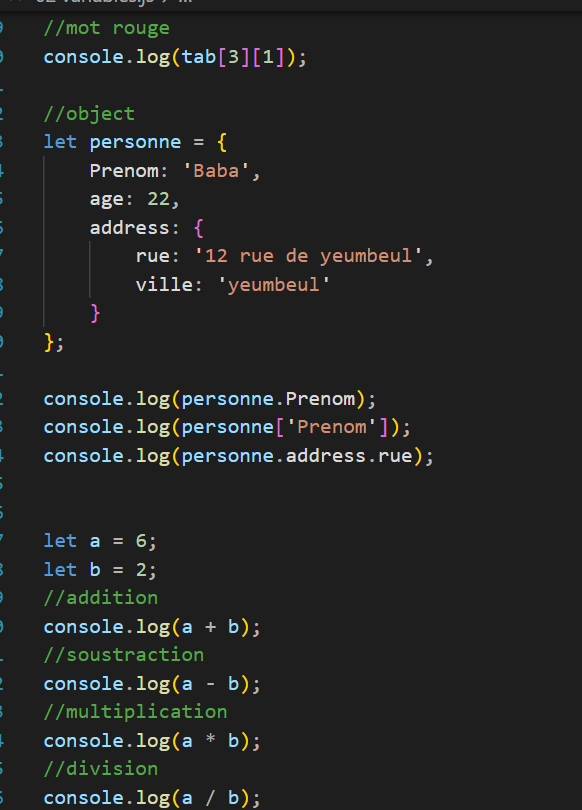 //mot rouge
console.log(tab[3][1]);
//object
let personne = {
Prenom: 'Baba',
age: 22,
address: {
rue: '12 rue de yeumbeul',
ville: 'yeumbeul'
}
};
console.log(personne.Prenom);
console.log(personne['Prenom']);
console.log(personne.address.rue);
let a = 6;
let b = 2;
//addition
console.log(a + b);
//soustraction
console.log(a - b);
//multiplication
console.log(a * b);
//division
console.log(a / b);